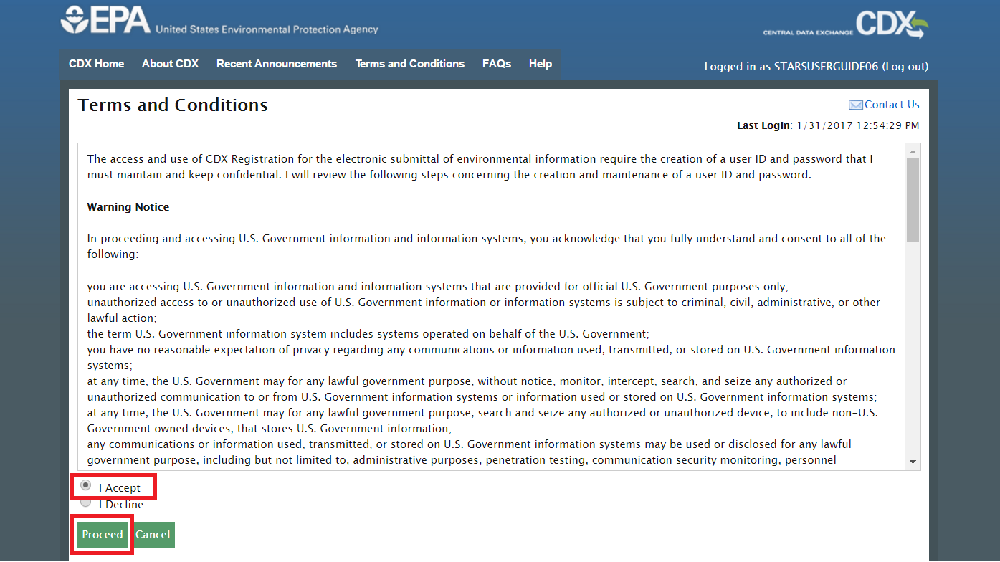 EPA United States Environmental Protection Agency
CENTRAL DATA EXCHANGE CDX
CDX Home About CDX Recent Announcements Terms and Conditions FAQs Help
Logged in as STARSUSERGUIDE06 (Log out)
Terms and Conditions
Contact Us
Last Login: 1/31/2017 12:54:29 PM
The access and use of CDX Registration for the electronic submittal of environmental information require the creation of a user ID and password that I
must maintain and keep confidential. I will review the following steps concerning the creation and maintenance of a user ID and password.
Warning Notice
In proceeding and accessing U.S. Government information and information systems, you acknowledge that you fully understand and consent to all of the
following:
you are accessing U.S. Government information and information systems that are provided for official U.S. Government purposes only;
unauthorized access to or unauthorized use of U.S. Government information or information systems is subject to criminal, civil, administrative, or other
lawful action;
the term U.S. Government information system includes systems operated on behalf of the U.S. Government;
you have no reasonable expectation of privacy regarding any communications or information used, transmitted, or stored on U.S. Government information
systems;
at any time, the U.S. Government may for any lawful government purpose, without notice, monitor, intercept, search, and seize any authorized or
unauthorized communication to or from U.S. Government information systems or information used or stored on U.S. Government information systems;
at any time, the U.S. Government may for any lawful government purpose, search and seize any authorized or unauthorized device, to include non-U.S.
Government owned devices, that stores U.S. Government information;
any communications or information used, transmitted, or stored on U.S. Government information systems may be used or disclosed for any lawful
government purpose, including but not limited to, administrative purposes, penetration testing, communication security monitoring, personnel
I Accept
I Decline
Proceed Cancel